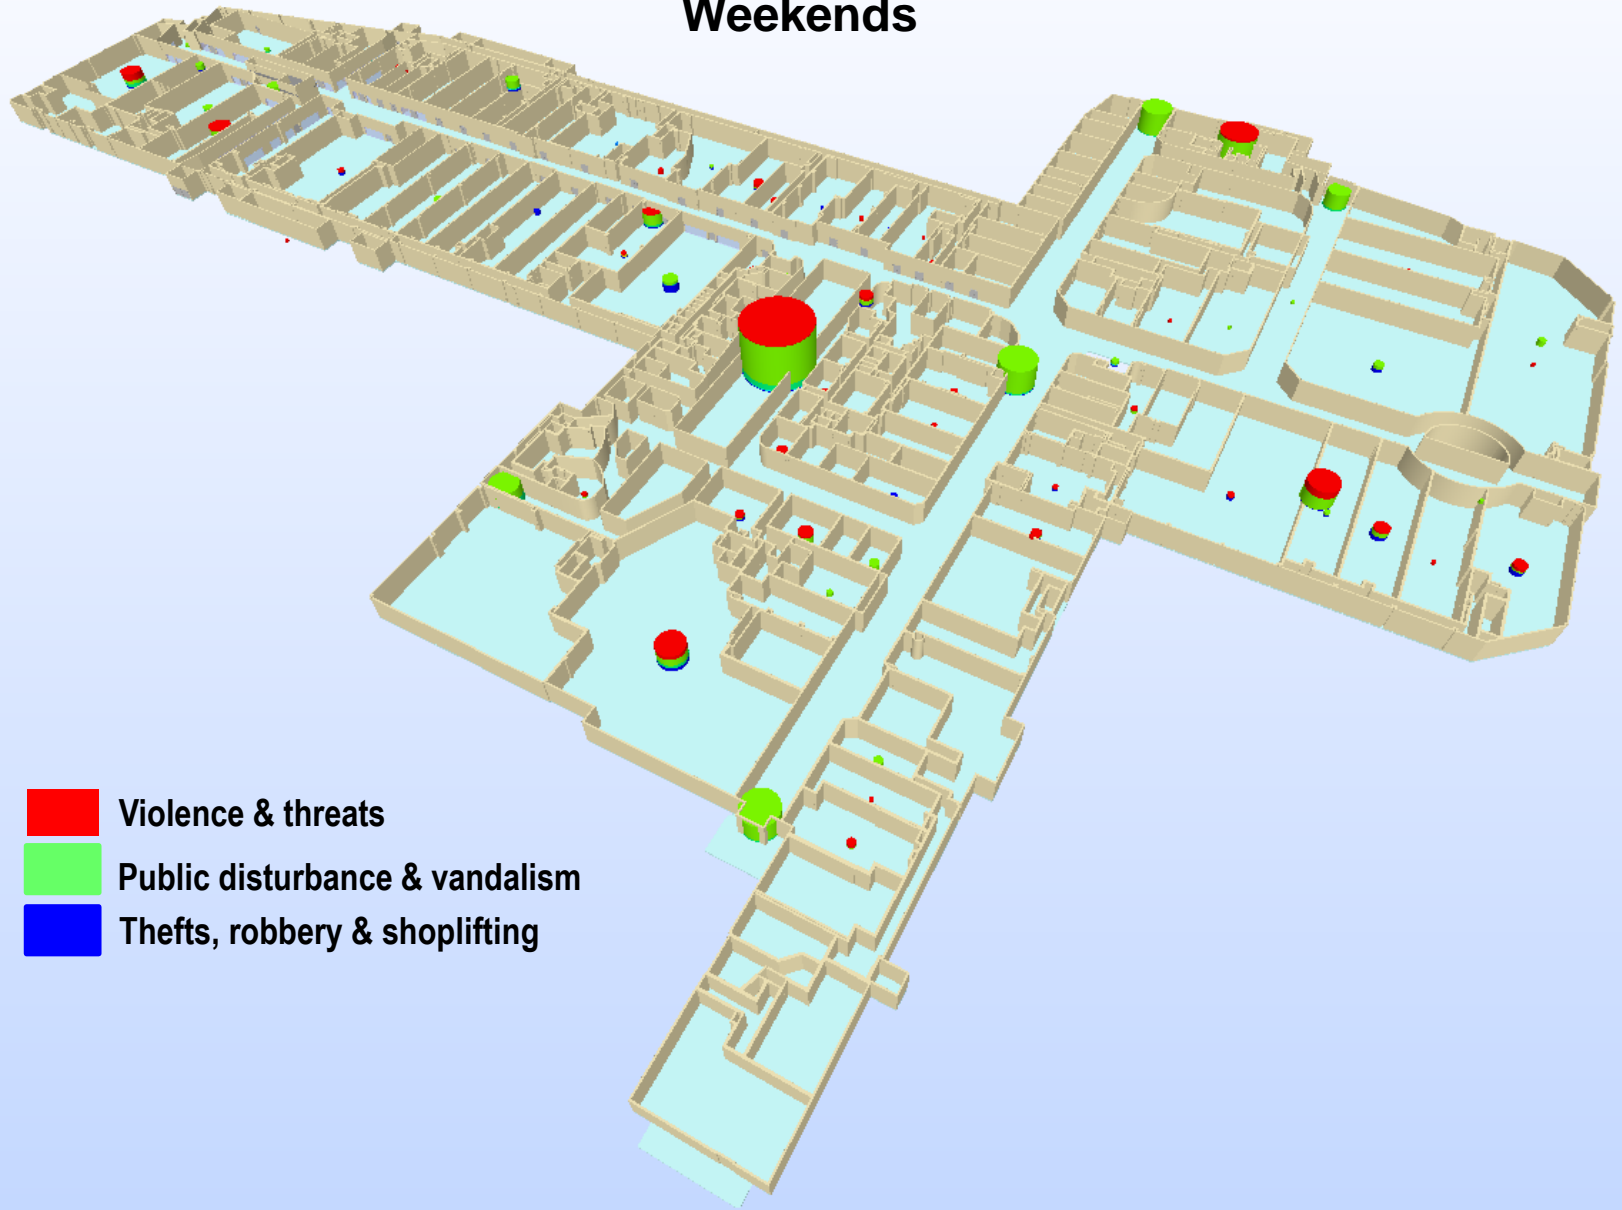 Weekends
Violence & threats
Public disturbance & vandalism
Thefts, robbery & shoplifting